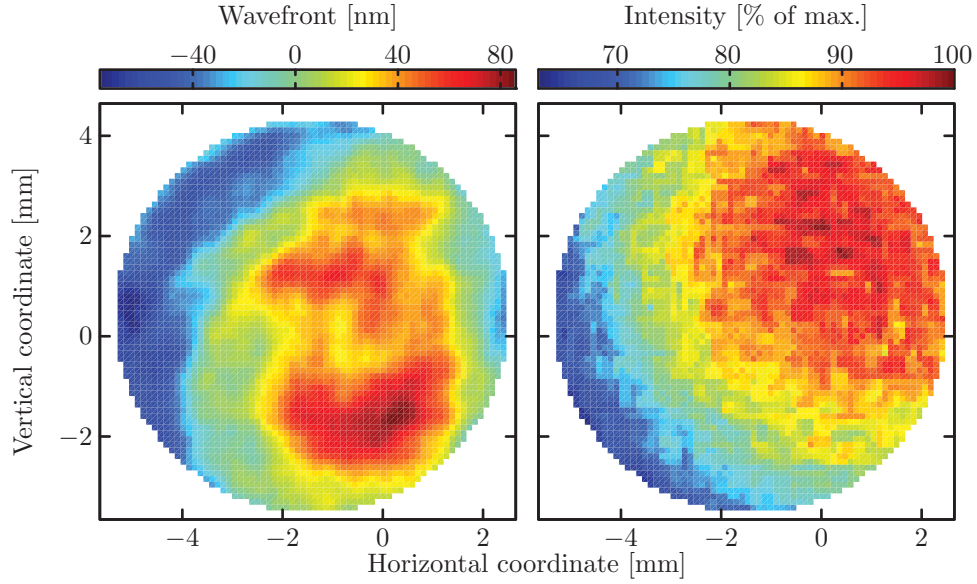 Wavefront [nm]
−40 0 40 80
Intensity [% of max.]
70 80 90 100
Vertical coordinate [mm]
4
2
0
−2
−4 −2 0 2
−4 −2 0 2
Horizontal coordinate [mm]